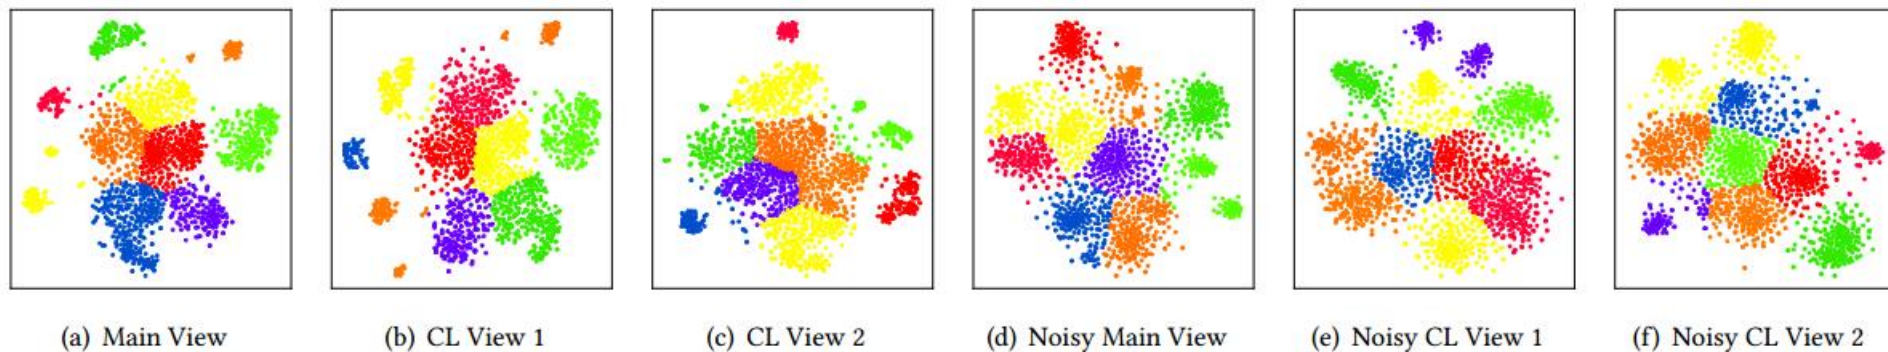 (a) Main View
(b) CL View 1
(c) CL View 2
(d) Noisy Main View
(e) Noisy CL View 1
(f) Noisy CL View 2